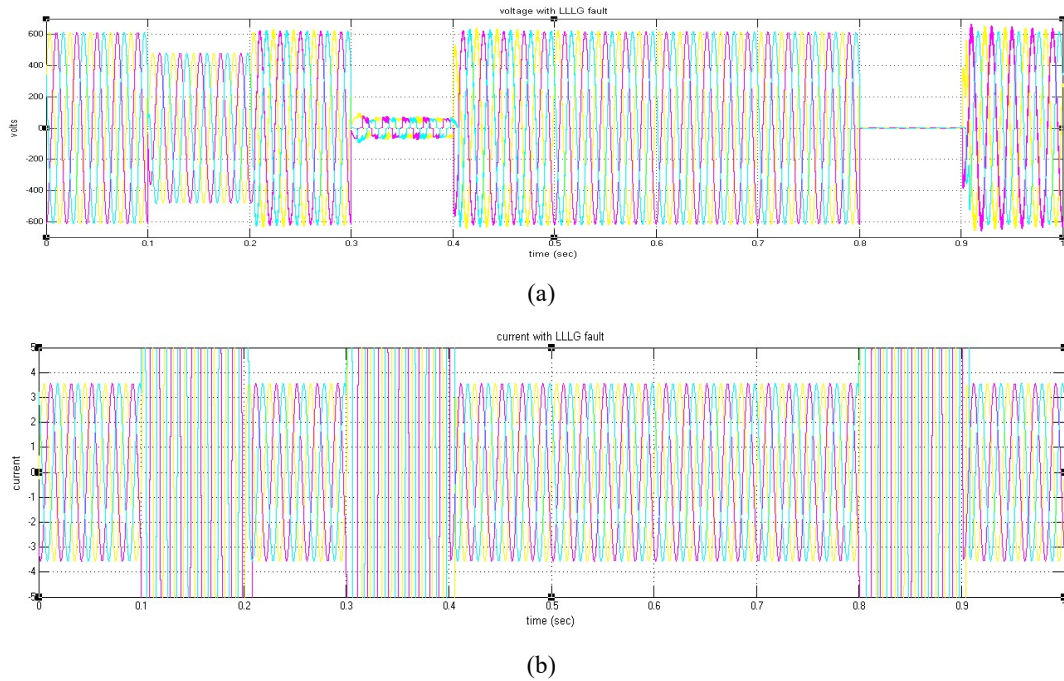 voltage with LLLG fault
600
400
200
0
-200
-400
-600
volts
0 0.1 0.2 0.3 0.4 0.5 0.6 0.7 0.8 0.9 1
time (sec)
(a)
current with LLLG fault
5
4
3
2
1
0
-1
-2
-3
-4
-5
current
0 0.1 0.2 0.3 0.4 0.5 0.6 0.7 0.8 0.9
time (sec)
(b)